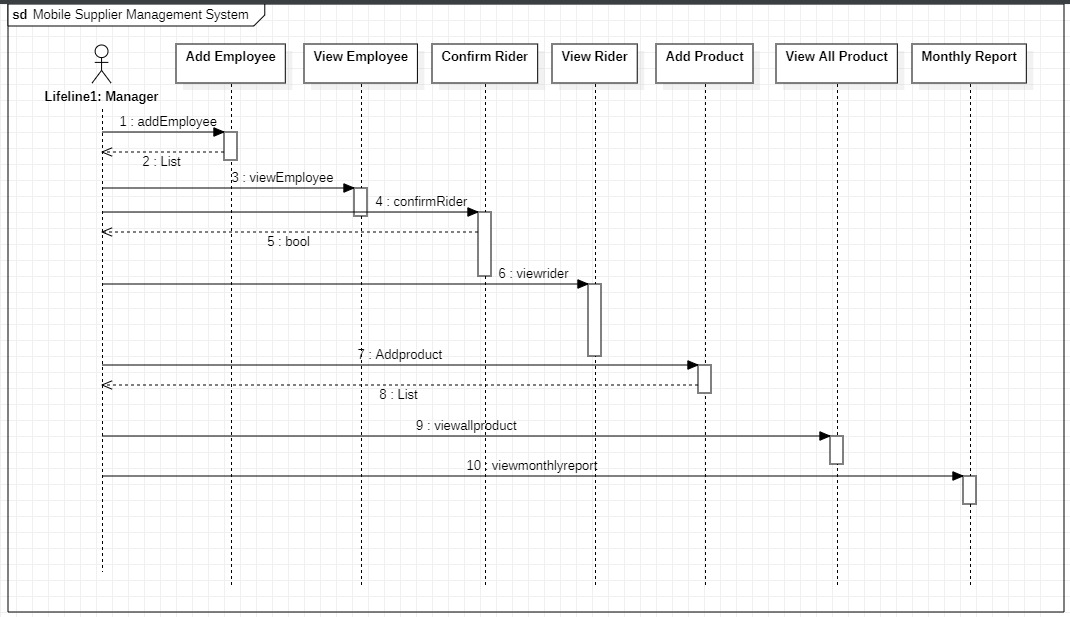 sd Mobile Supplier Management System
Add Employee
View Employee
Confirm Rider
View Rider
Add Product
View All Product
Monthly Report
Lifeline1: Manager
1 : addEmployee
2 : List
3 : viewEmployee
4 : confirmRider
5 : bool
6 : viewrider
7 : Addproduct
8 : List
9 : viewallproduct
10 : viewmonthlyreport